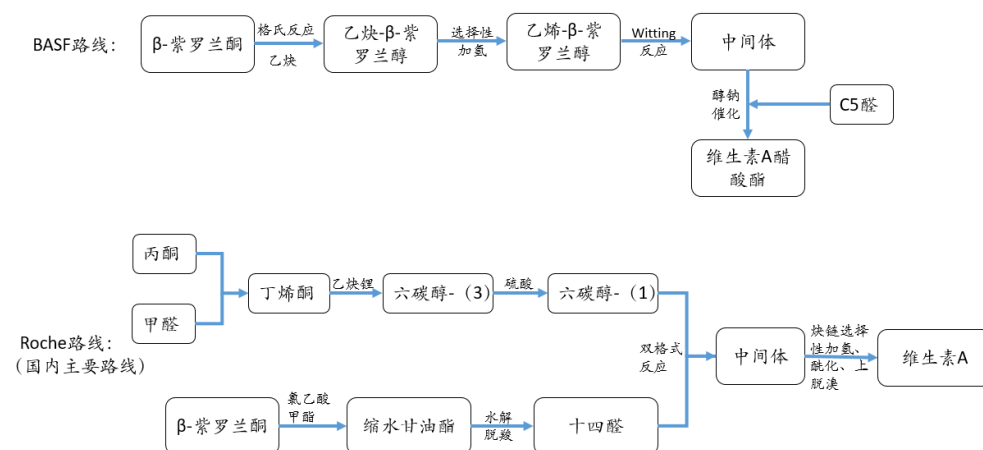 BASF路线：
β-紫罗兰酮
格氏反应
乙炔
乙炔-β-紫
罗兰醇
选择性
加氢
乙烯-β-紫
罗兰醇
Witting
反应
中间体
醇钠
催化
C5醛
维生素A醋
酸酯
丙酮
甲醛
丁烯酮
乙炔锂
六碳醇-（3）
硫酸
六碳醇-（1）
Roche路线：
（国内主要路线）
双格式
反应
中间体
炔链选择
性加氢、
酰化、上
脱溴
维生素A
β-紫罗兰酮
氯乙酸
甲酯
缩水甘油酯
水解
脱羧
十四醛